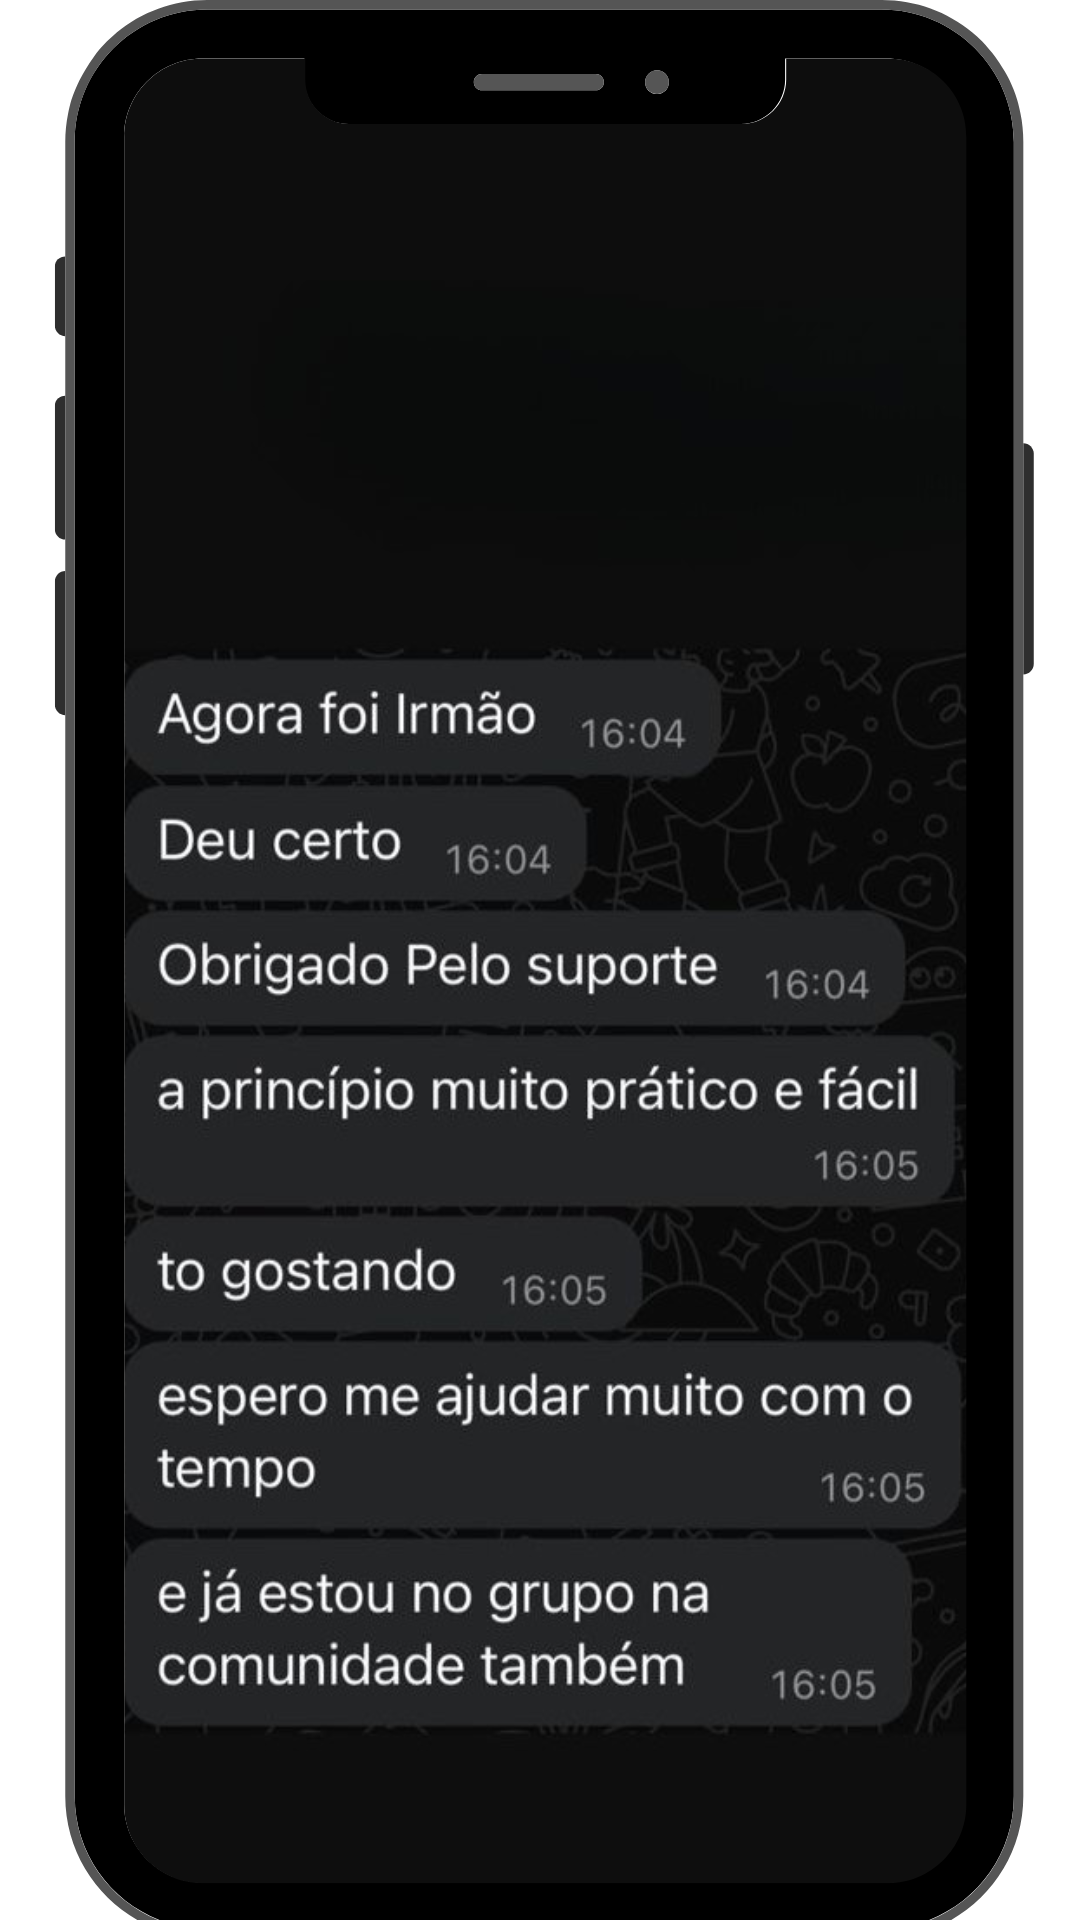 Agora foi Irmão 16:04
Deu certo 16:04
Obrigado Pelo suporte 16:04
a princípio muito prático e fácil
16:05
to gostando 16:05
espero me ajudar muito com o
tempo 16:05
e já estou no grupo na
comunidade também 16:05